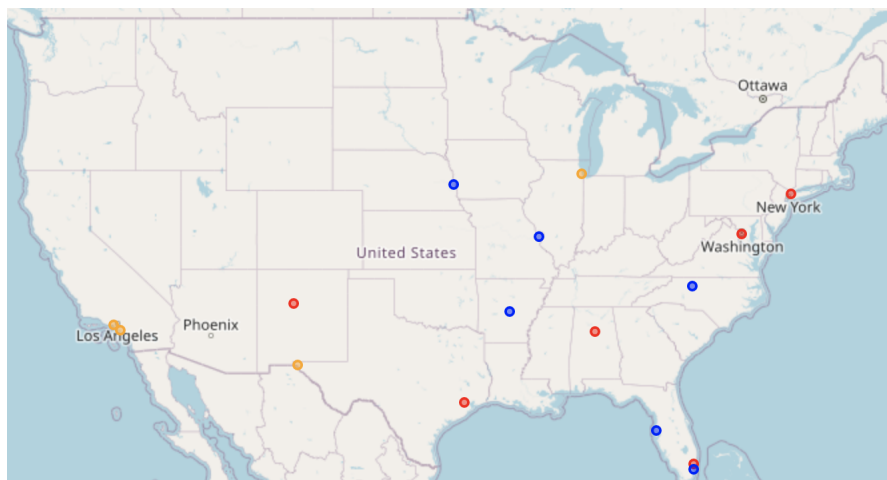 Ottawa
New York
Washington
United States
Phoenix
Los Angeles